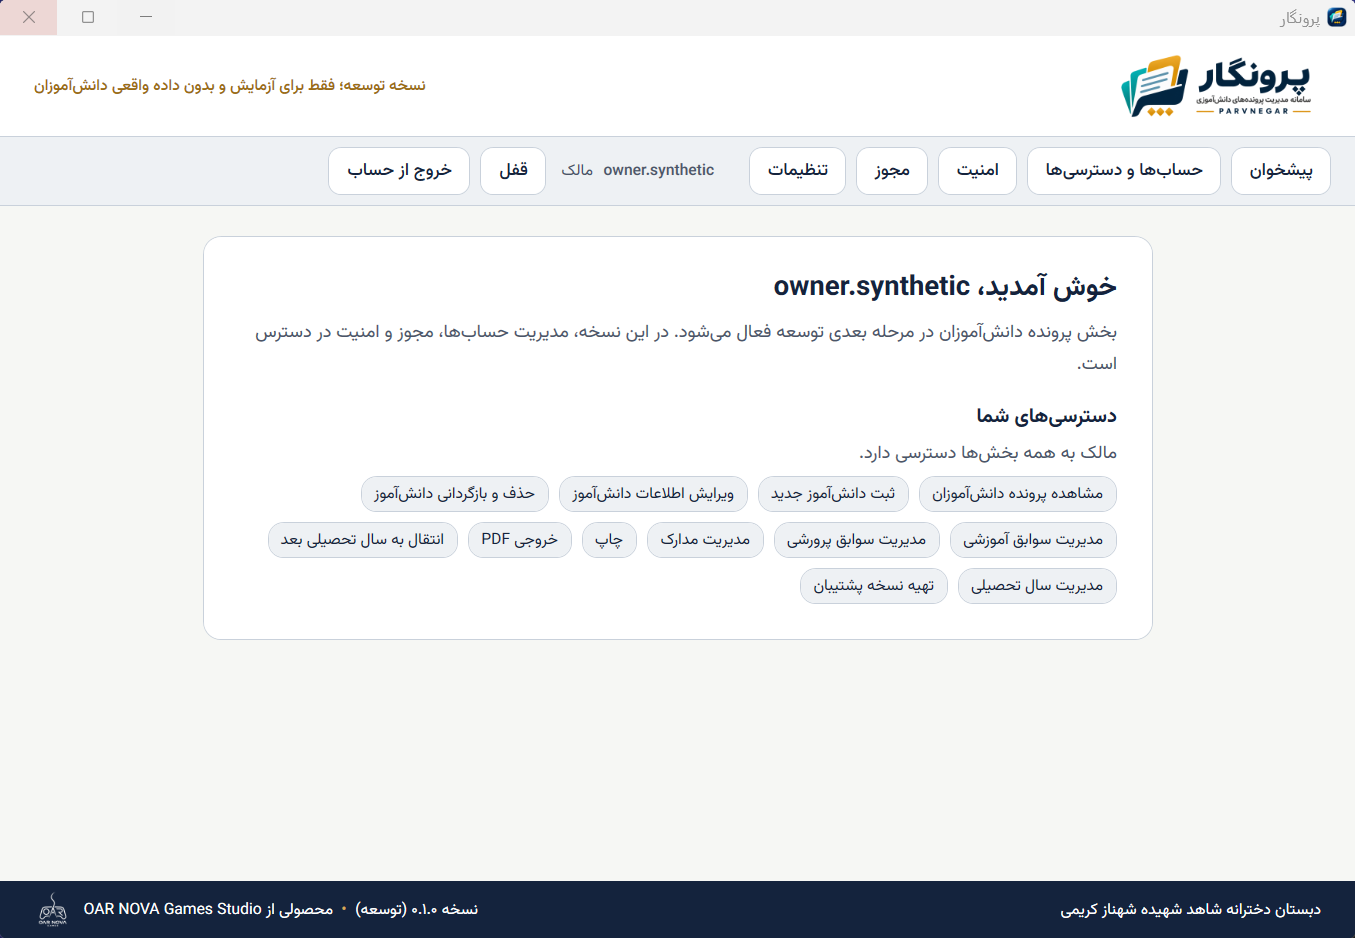 پرونگار
پرونگار
سامانه مدیریت پرونده‌های دانش‌آموزی
PARVNEGAR
نسخه توسعه؛ فقط برای آزمایش و بدون داده واقعی دانش‌آموزان
پیشخوان
حساب‌ها و دسترسی‌ها
امنیت
مجوز
تنظیمات
owner.synthetic مالک
قفل
خروج از حساب
خوش آمدید، owner.synthetic
بخش پرونده دانش‌آموزان در مرحله بعدی توسعه فعال می‌شود. در این نسخه، مدیریت حساب‌ها، مجوز و امنیت در دسترس
است.
دسترسی‌های شما
مالک به همه بخش‌ها دسترسی دارد.
مشاهده پرونده دانش‌آموزان
ثبت دانش‌آموز جدید
ویرایش اطلاعات دانش‌آموز
حذف و بازگردانی دانش‌آموز
مدیریت سوابق آموزشی
مدیریت سوابق پرورشی
مدیریت مدارک
چاپ
خروجی PDF
انتقال به سال تحصیلی بعد
مدیریت سال تحصیلی
تهیه نسخه پشتیبان
دبستان دخترانه شاهد شهیده شهناز کریمی
نسخه ۰.۱.۰ (توسعه) • محصولی از OAR NOVA Games Studio
OAR NOVA
GAMES